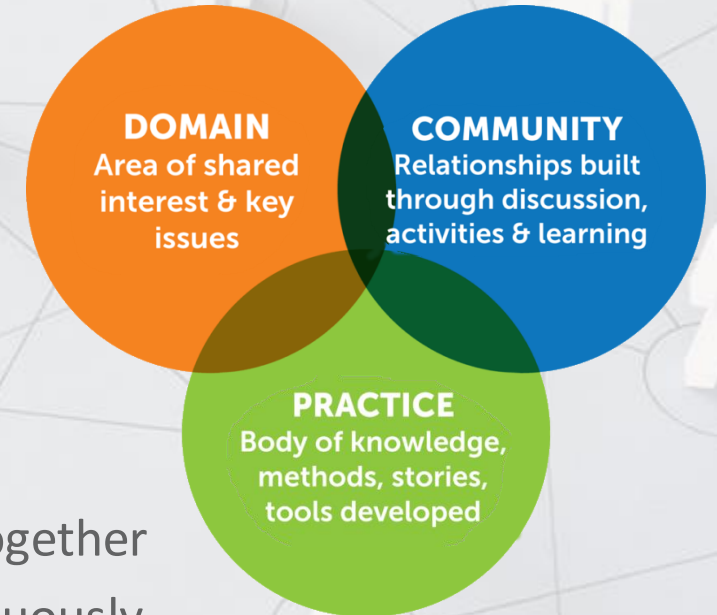 DOMAIN
Area of shared
interest & key
issues
COMMUNITY
Relationships built
through discussion,
activities & learning
PRACTICE
Body of knowledge,
methods, stories,
tools developed